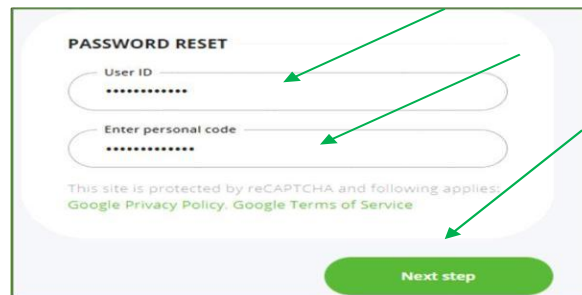 PASSWORD RESET
User ID
••••••••••••
Enter personal code
•••••••••••••
This site is protected by reCAPTCHA and following applies:
Google Privacy Policy. Google Terms of Service
Next step